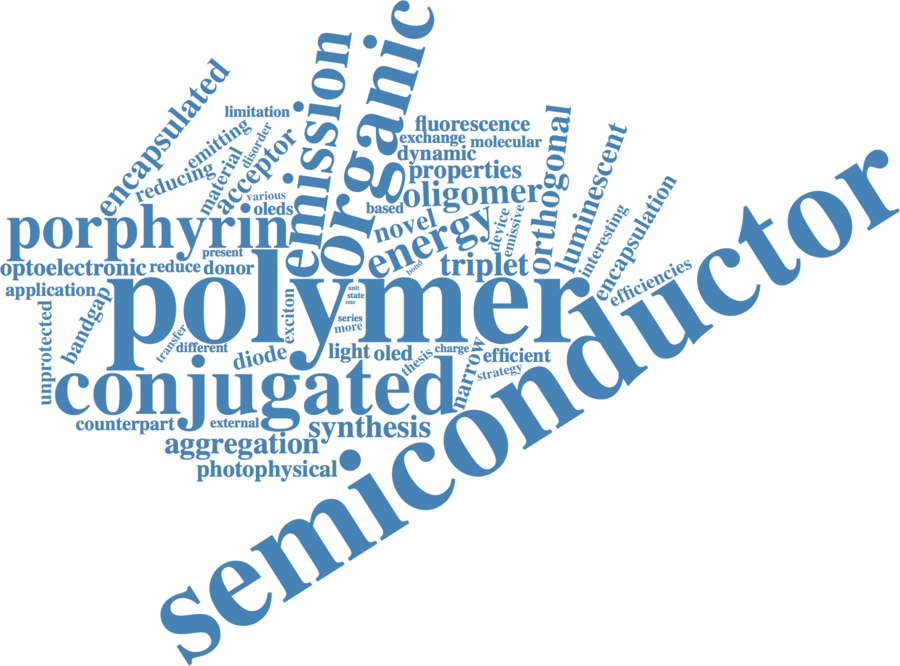 organic
emission
encapsulated
limitation
emitting
disorder
fluorescence
exchange
molecular
orthogonal
luminescent
reducing
material
acceptor
dynamic
properties
semiconductor
various
oleds
based
oligomer
novel
energy
device
emissive
interesting
encapsulation
porphyrin
present
optoelectronic
reduce
donor
bond
triplet
efficiencies
application
bandgap
polymer
unit
state
one
exciton
series
more
unprotected
transfer
different
diode
light
oled
thesis
charge
narrow
efficient
strategy
conjugated
counterpart
external
synthesis
aggregation
photophysical